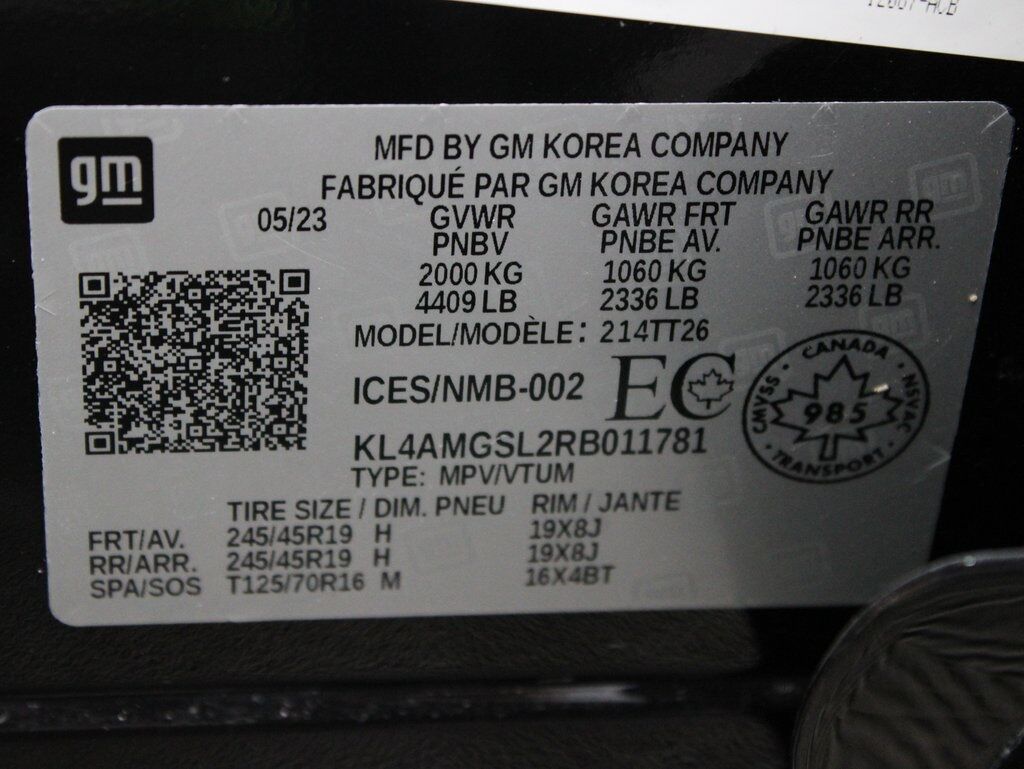 gm
MFD BY GM KOREA COMPANY
FABRIQUÉ PAR GM KOREA COMPANY
05/23 GVWR GAWR FRT GAWR RR
PNBV PNBE AV. PNBE ARR.
2000 KG 1060 KG 1060 KG
4409 LB 2336 LB 2336 LB
MODEL/MODÈLE: 214TT26
ICES/NMB-002 EC
CANADA
CMVSS 985 NSVAC
TRANSPORT
KL4AMGSL2RB011781
TYPE: MPV/VTUM
TIRE SIZE / DIM. PNEU RIM / JANTE
FRT/AV. 245/45R19 H 19X8J
RR/ARR. 245/45R19 H 19X8J
SPA/SOS T125/70R16 M 16X4BT